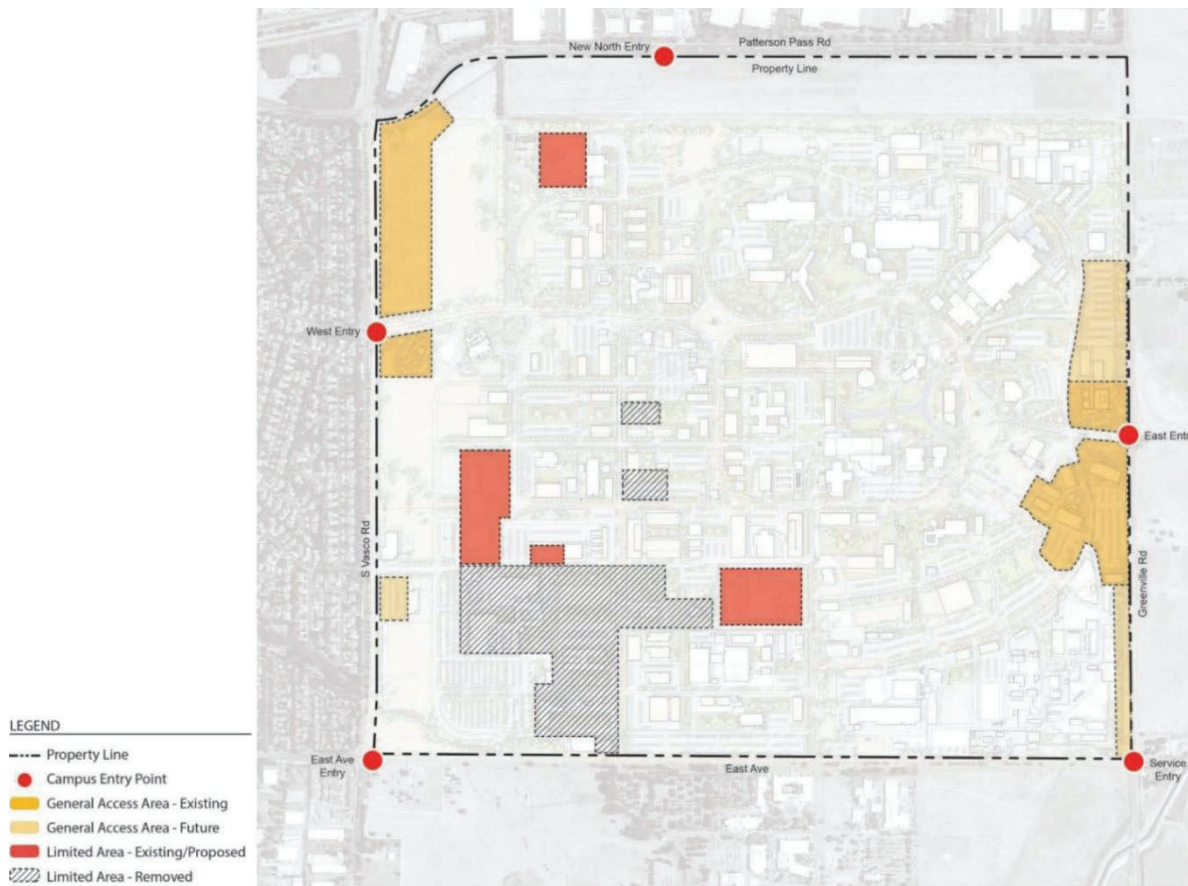 New North Entry
Patterson Pass Rd
Property Line
West Entry
East Entr
S Vasco Rd
Greenville Rd
East Ave
Entry
East Ave
Service
Entry
LEGEND
Property Line
Campus Entry Point
General Access Area - Existing
General Access Area - Future
Limited Area - Existing/Proposed
Limited Area - Removed